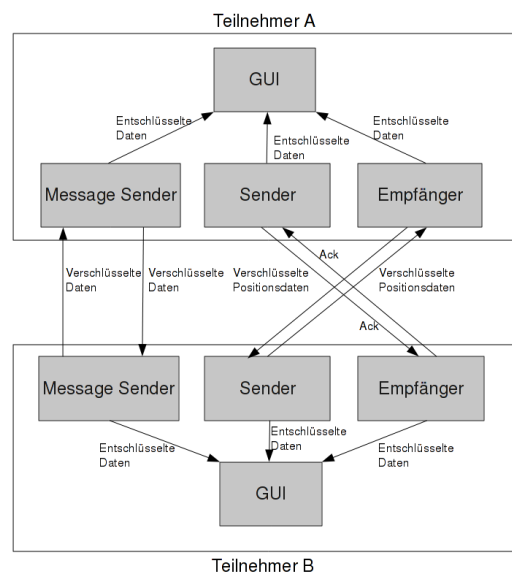 Teilnehmer A
GUI
Entschlüsselte
Daten
Entschlüsselte
Daten
Entschlüsselte
Daten
Message Sender
Sender
Empfänger
Verschlüsselte
Daten
Verschlüsselte
Daten
Verschlüsselte
Positionsdaten
Ack
Verschlüsselte
Positionsdaten
Ack
Message Sender
Sender
Empfänger
Entschlüsselte
Daten
Entschlüsselte
Daten
Entschlüsselte
Daten
GUI
Teilnehmer B